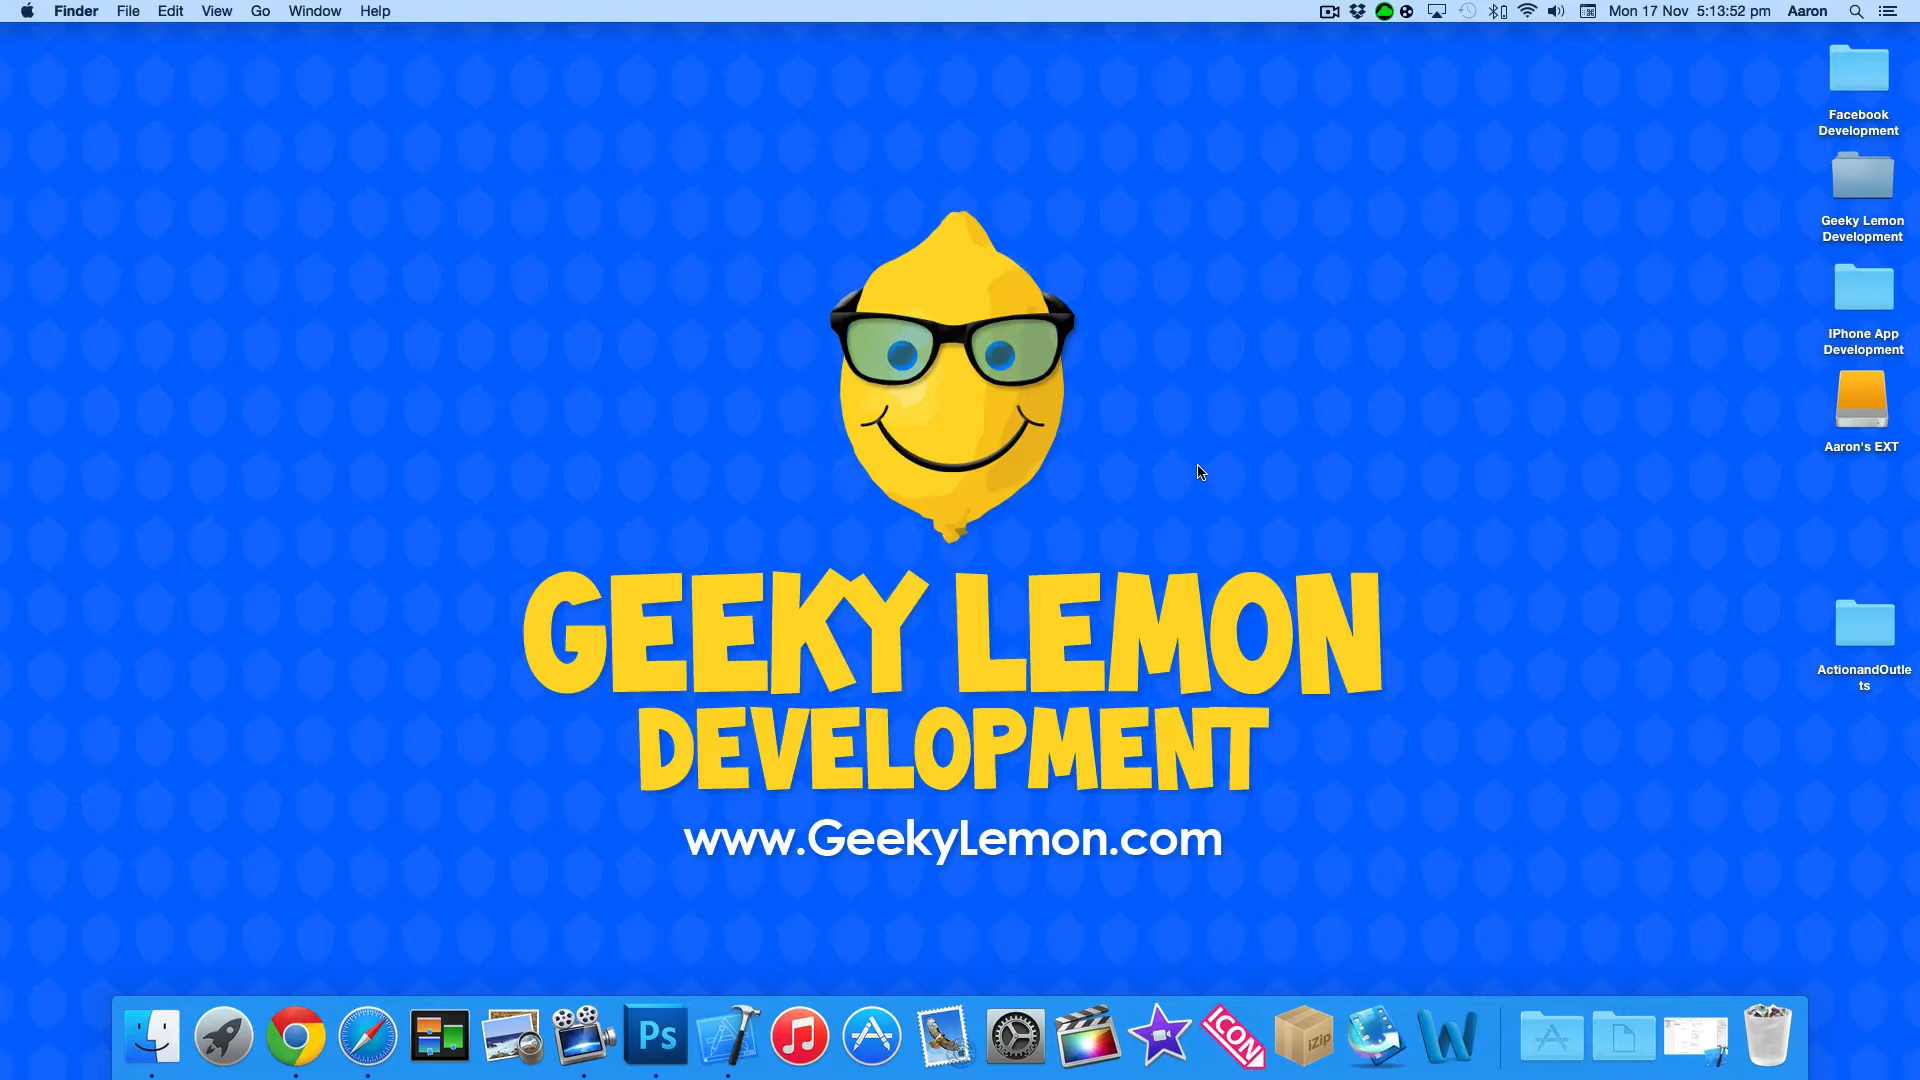 Finder File Edit View Go Window Help Mon 17 Nov 5:13:52 pm Aaron
Facebook
Development
Geeky Lemon
Development
IPhone App
Development
Aaron's EXT
ActionandOutle
ts
GEEKY LEMON
DEVELOPMENT
www.GeekyLemon.com
Ps
ICON
iZip
W